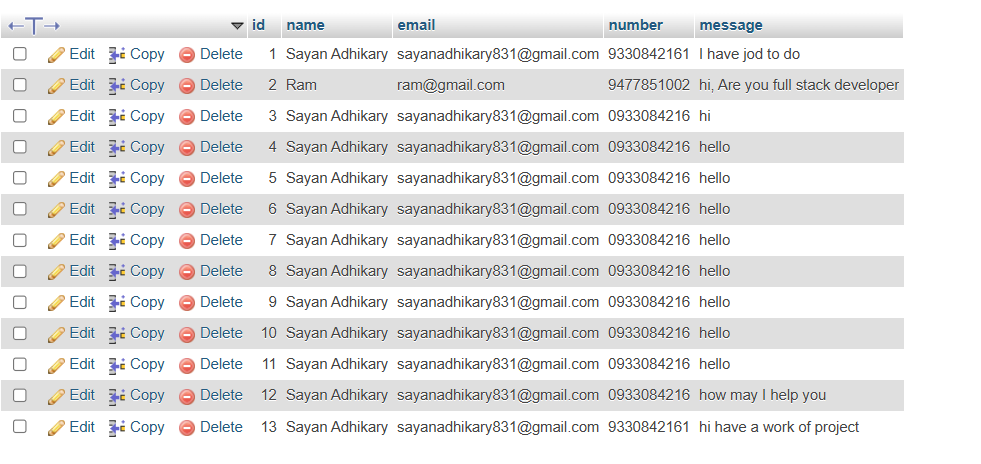 ←T→ id name email number message
Edit Copy Delete 1 Sayan Adhikary sayanadhikary831@gmail.com 9330842161 I have jod to do
Edit Copy Delete 2 Ram ram@gmail.com 9477851002 hi, Are you full stack developer
Edit Copy Delete 3 Sayan Adhikary sayanadhikary831@gmail.com 0933084216 hi
Edit Copy Delete 4 Sayan Adhikary sayanadhikary831@gmail.com 0933084216 hello
Edit Copy Delete 5 Sayan Adhikary sayanadhikary831@gmail.com 0933084216 hello
Edit Copy Delete 6 Sayan Adhikary sayanadhikary831@gmail.com 0933084216 hello
Edit Copy Delete 7 Sayan Adhikary sayanadhikary831@gmail.com 0933084216 hello
Edit Copy Delete 8 Sayan Adhikary sayanadhikary831@gmail.com 0933084216 hello
Edit Copy Delete 9 Sayan Adhikary sayanadhikary831@gmail.com 0933084216 hello
Edit Copy Delete 10 Sayan Adhikary sayanadhikary831@gmail.com 0933084216 hello
Edit Copy Delete 11 Sayan Adhikary sayanadhikary831@gmail.com 0933084216 hello
Edit Copy Delete 12 Sayan Adhikary sayanadhikary831@gmail.com 0933084216 how may I help you
Edit Copy Delete 13 Sayan Adhikary sayanadhikary831@gmail.com 9330842161 hi have a work of project